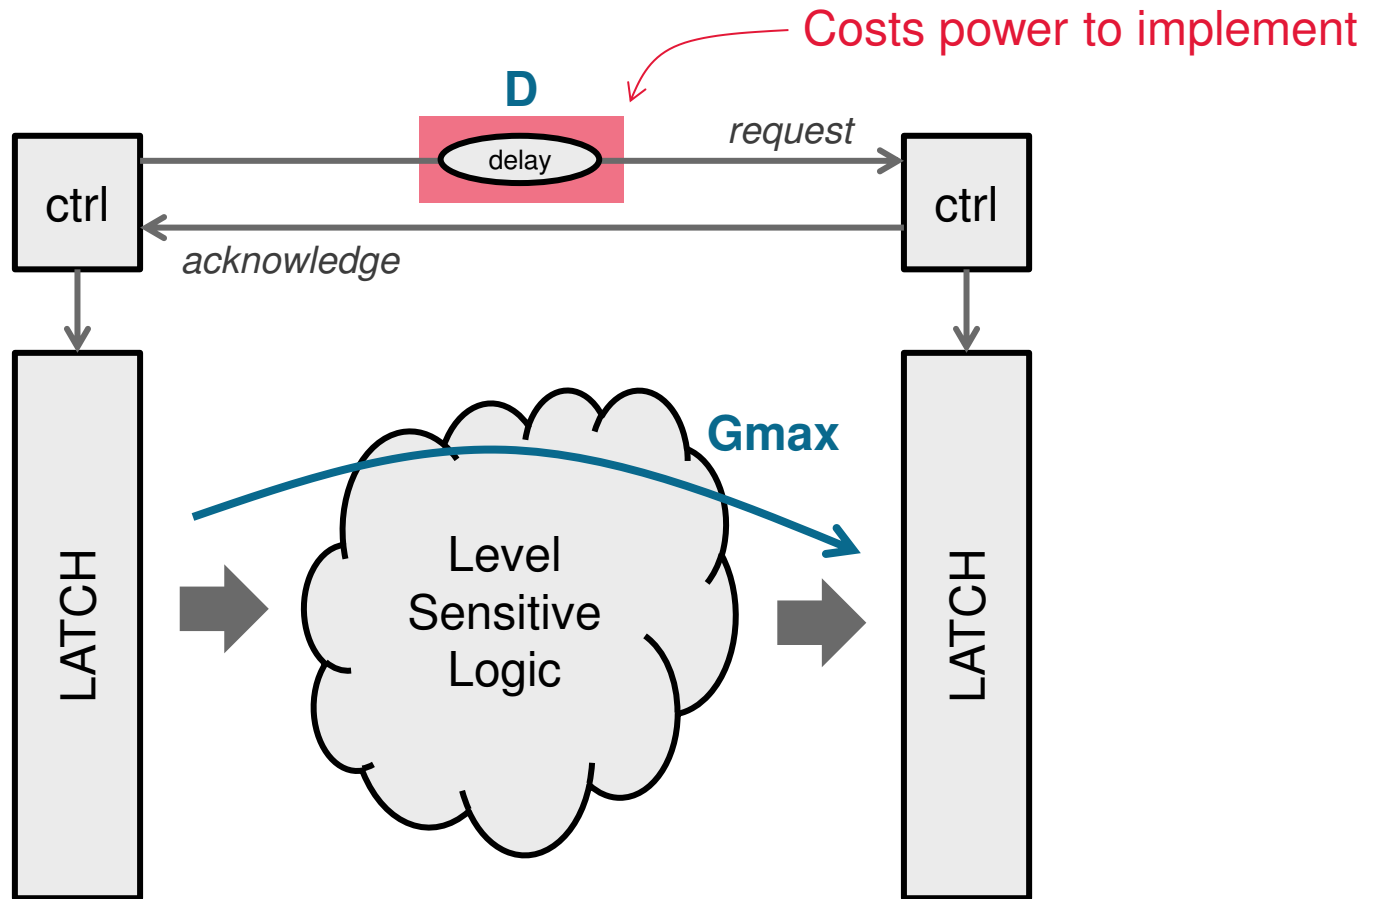 Costs power to implement
D
delay
request
ctrl
ctrl
acknowledge
Gmax
Level
Sensitive
Logic
LATCH
LATCH